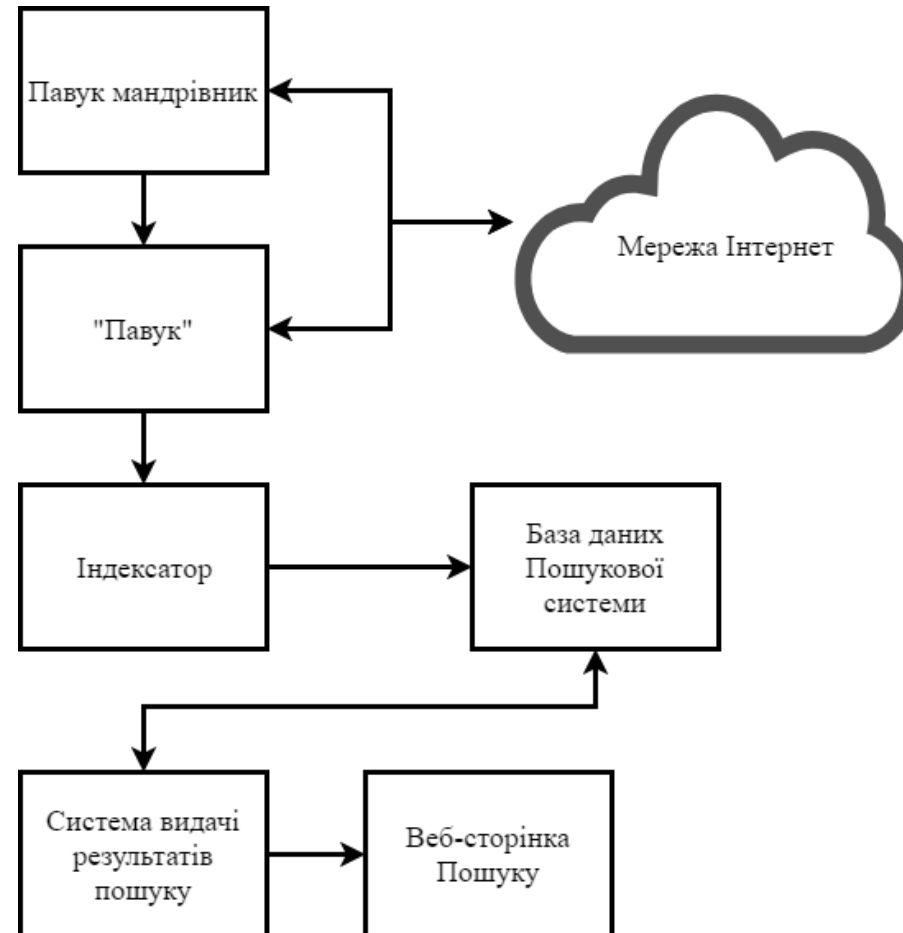 Павук мандрівник
Мережа Інтернет
"Павук"
Індексатор
База даних
Пошукової
системи
Система видачі
результатів
пошуку
Веб-сторінка
Пошуку